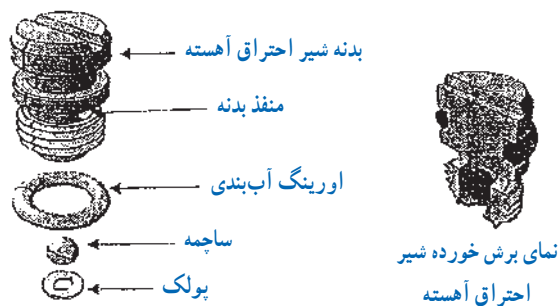 بدنه شیر احتراق آهسته
منفذ بدنه
اورینگ آب‌بندی
ساچمه
پولک
نمای برش خورده شیر
احتراق آهسته